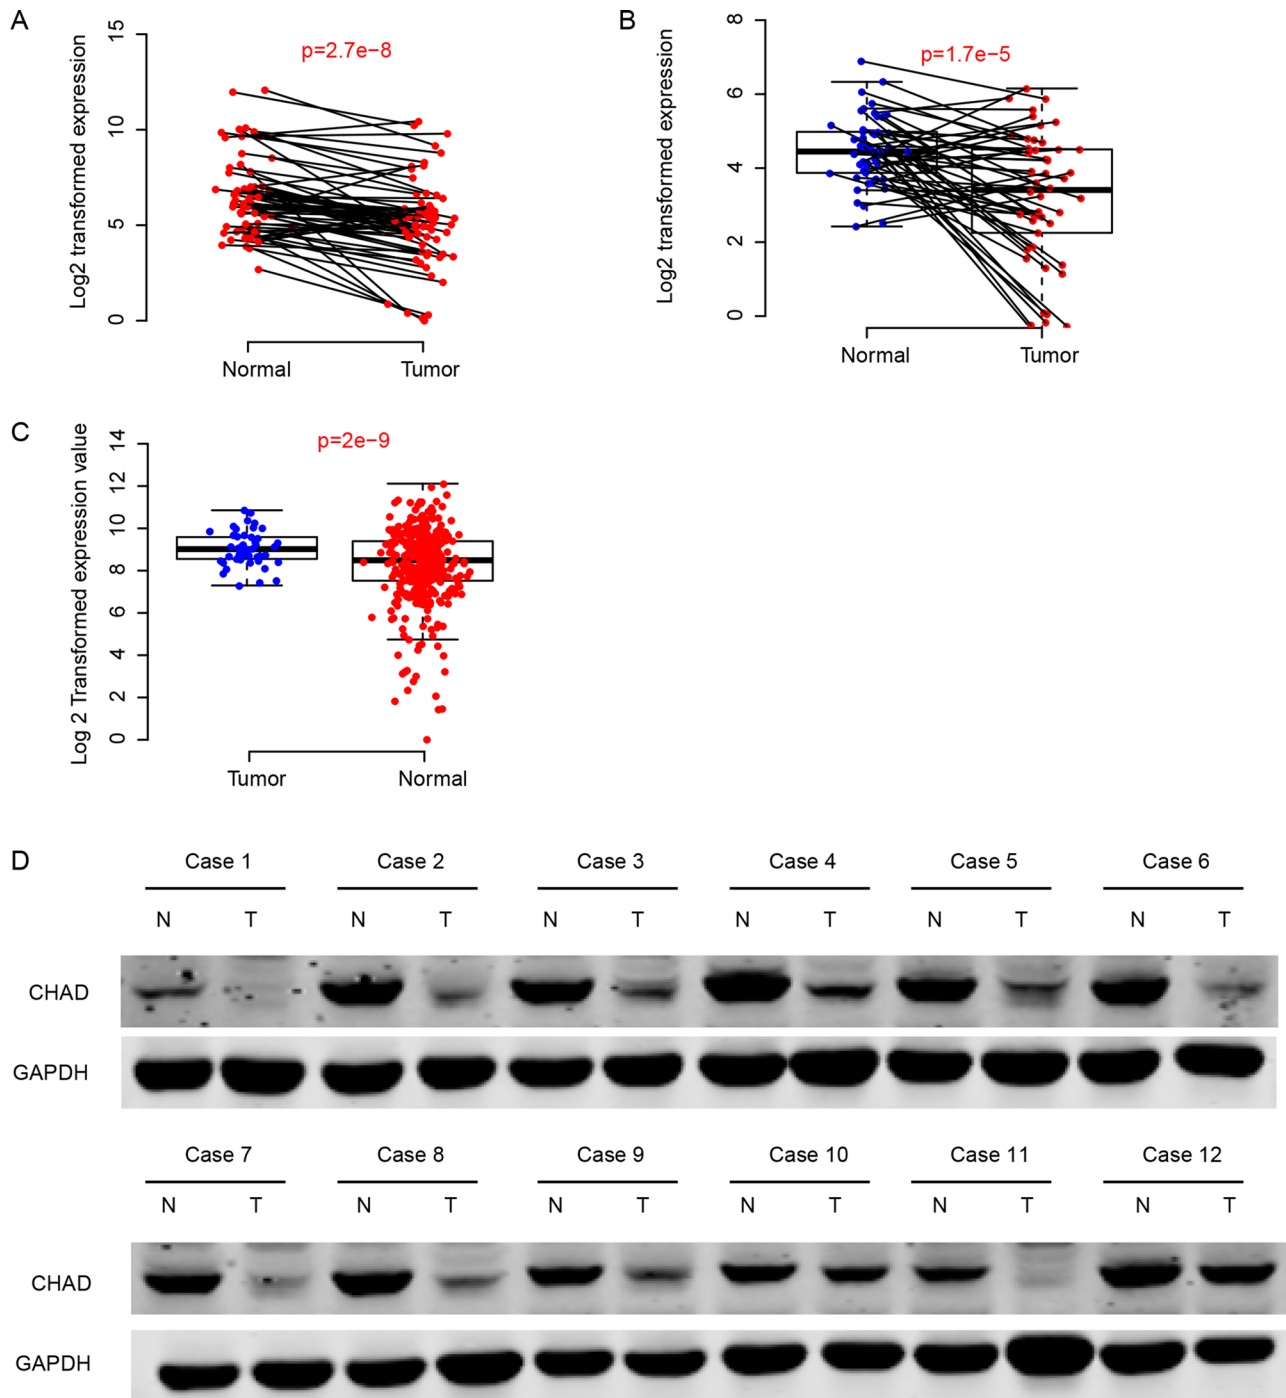 A
p=2.7e−8
Log2 transformed expression
15
10
5
0
Normal Tumor
B
p=1.7e−5
Log2 transformed expression
8
6
4
2
0
Normal Tumor
C
p=2e−9
Log 2 Transformed expression value
14
12
10
8
6
4
2
0
Tumor Normal
D
Case 1 Case 2 Case 3 Case 4 Case 5 Case 6
N T N T N T N T N T N T
CHAD
GAPDH
Case 7 Case 8 Case 9 Case 10 Case 11 Case 12
N T N T N T N T N T N T
CHAD
GAPDH